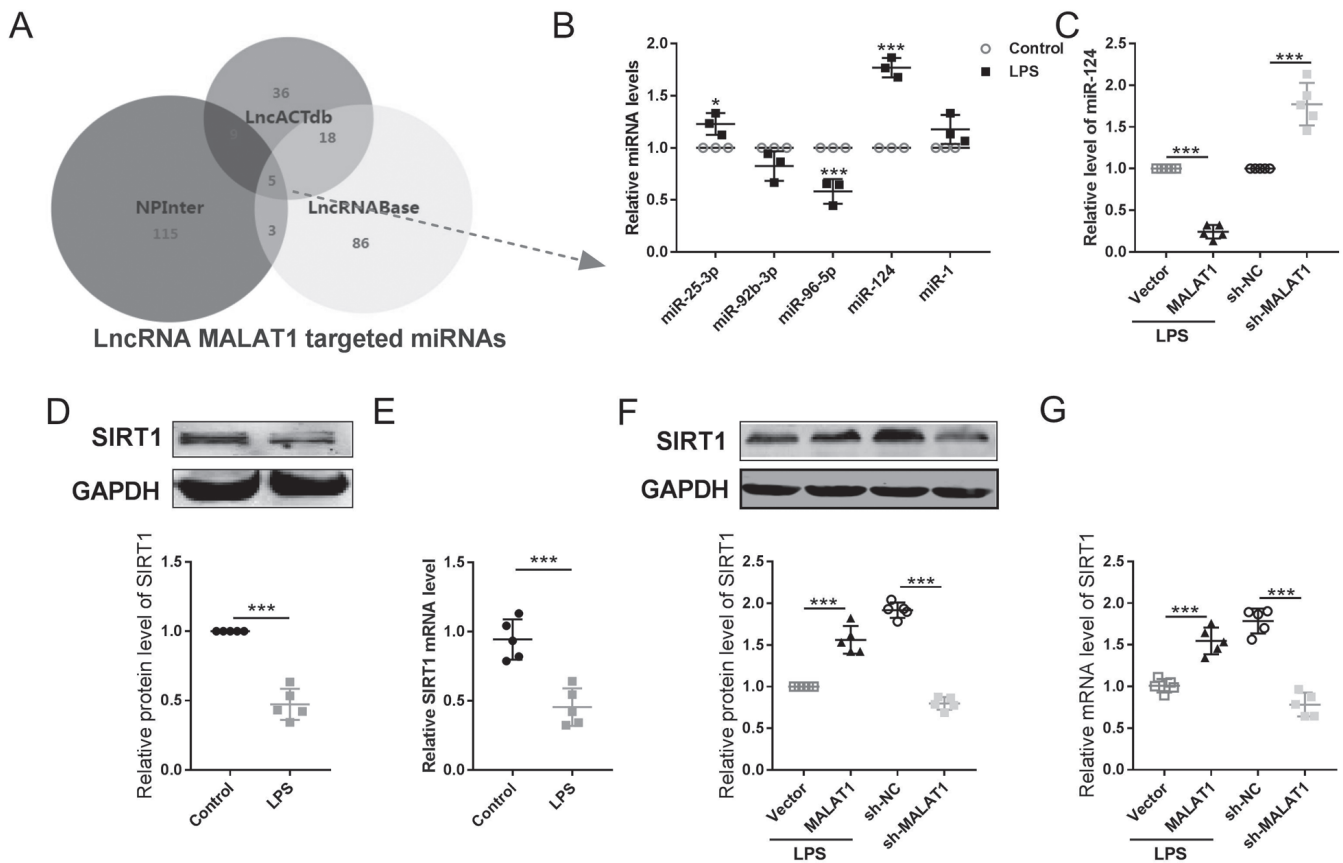 A
36
LncACTdb
9
18
5
NPInter
LncRNABase
115
3
86
LncRNA MALAT1 targeted miRNAs
B
Relative miRNA levels
2.0
1.5
1.0
0.5
0.0
*
***
***
Control
LPS
miR-25-3p
miR-92b-3p
miR-96-5p
miR-124
miR-1
C
Relative level of miR-124
2.5
2.0
1.5
1.0
0.5
0.0
***
***
Vector
MALAT1
sh-NC
sh-MALAT1
LPS
D
SIRT1
GAPDH
Relative protein level of SIRT1
1.5
1.0
0.5
0.0
***
Control
LPS
E
Relative SIRT1 mRNA level
1.5
1.0
0.5
0.0
***
Control
LPS
F
SIRT1
GAPDH
Relative protein level of SIRT1
2.5
2.0
1.5
1.0
0.5
0.0
***
***
Vector
MALAT1
sh-NC
sh-MALAT1
LPS
G
Relative mRNA level of SIRT1
2.5
2.0
1.5
1.0
0.5
0.0
***
***
Vector
MALAT1
sh-NC
sh-MALAT1
LPS